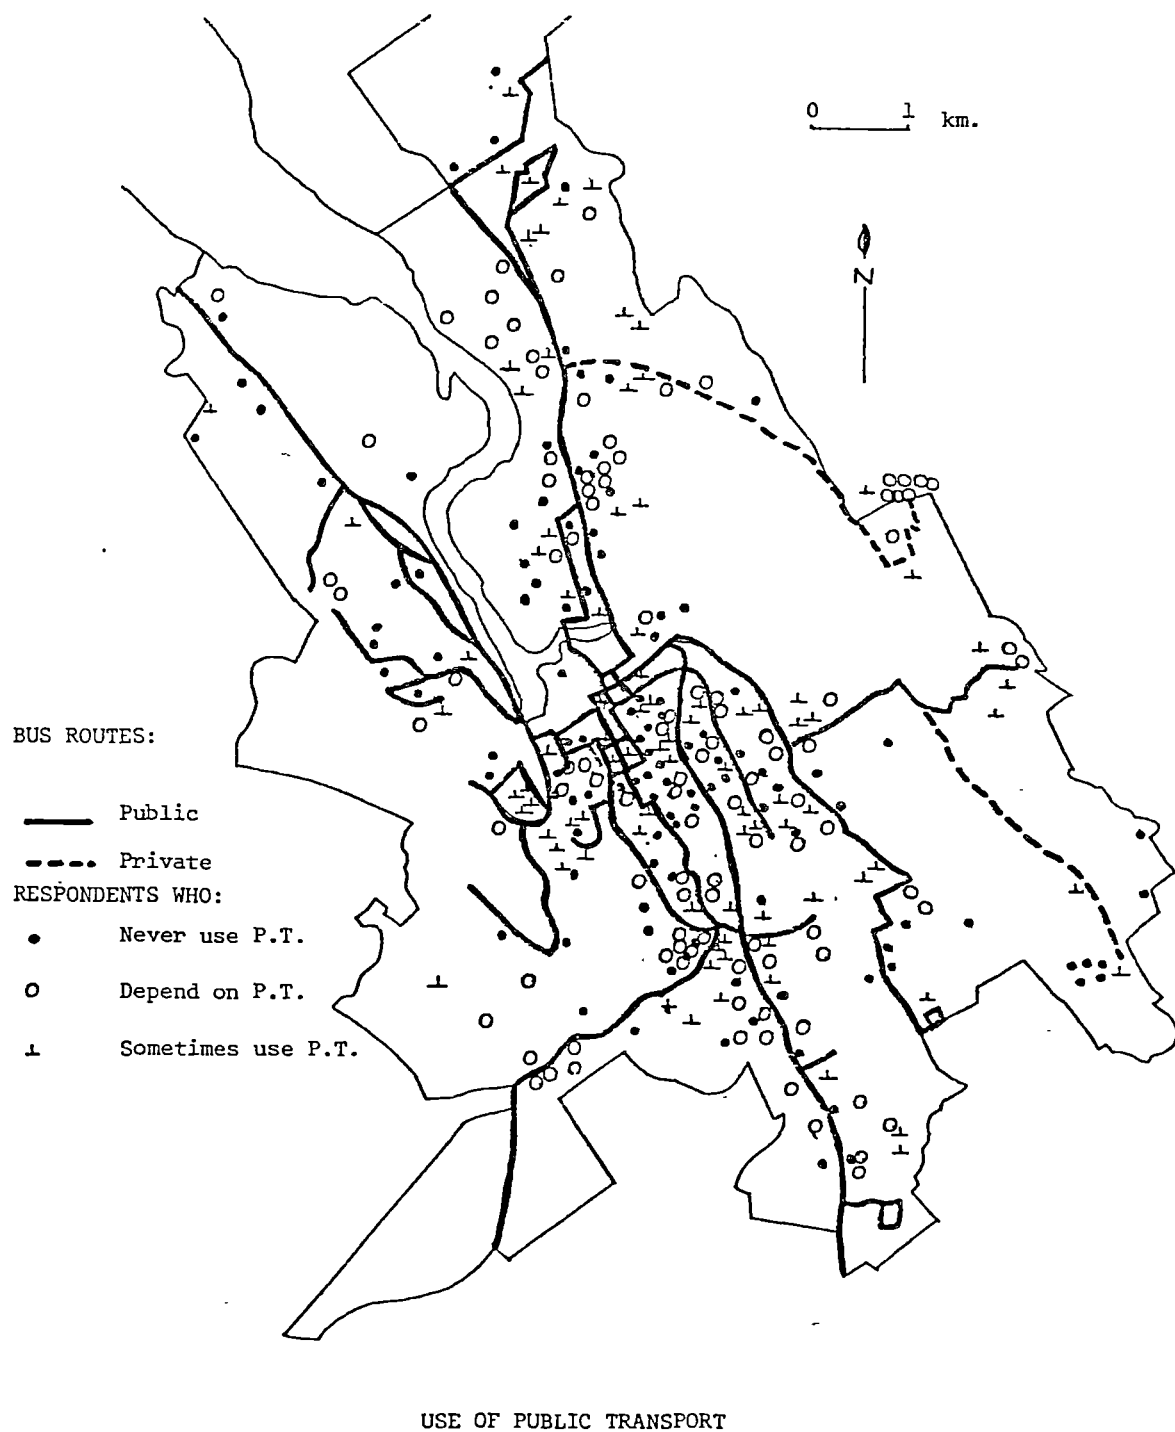 0 1 km.
N
BUS ROUTES:
Public
Private
RESPONDENTS WHO:
Never use P.T.
Depend on P.T.
Sometimes use P.T.
USE OF PUBLIC TRANSPORT